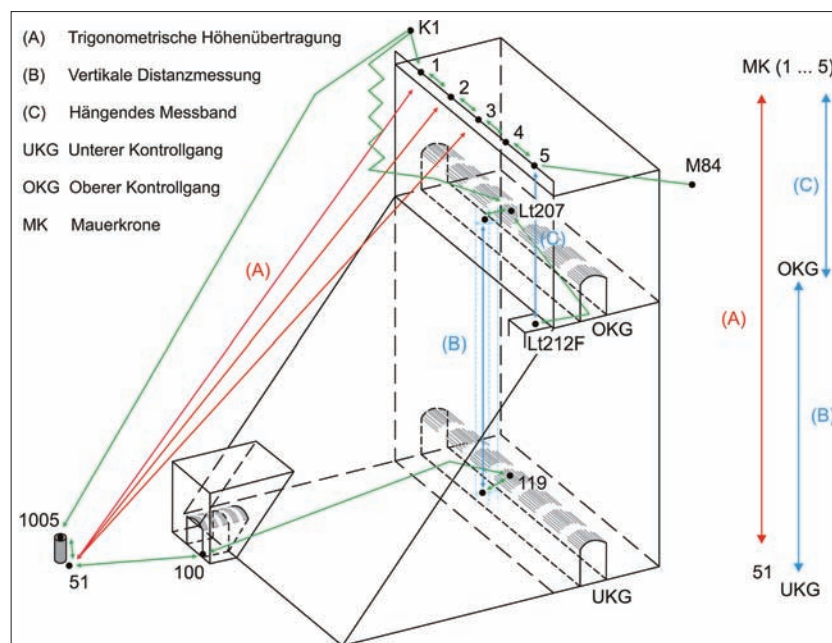 (A) Trigonometrische Höhenübertragung
(B) Vertikale Distanzmessung
(C) Hängendes Messband
UKG Unterer Kontrollgang
OKG Oberer Kontrollgang
MK Mauerkrone
K1
1
2
3
4
5
M84
Lt207
(C)
(A)
(B)
OKG
Lt212F
119
1005
51
100
UKG
MK (1 ... 5)
(C)
OKG
(A)
(B)
51
UKG